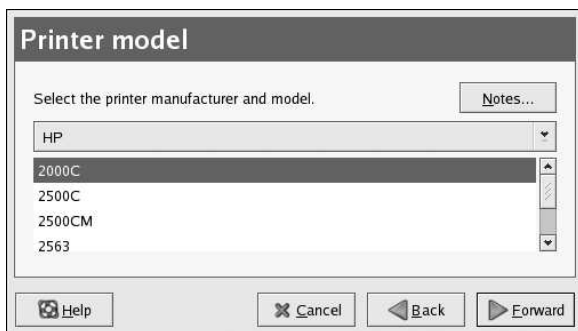 Printer model
Select the printer manufacturer and model.
Notes...
HP
2000C
2500C
2500CM
2563
Help
Cancel
Back
Forward